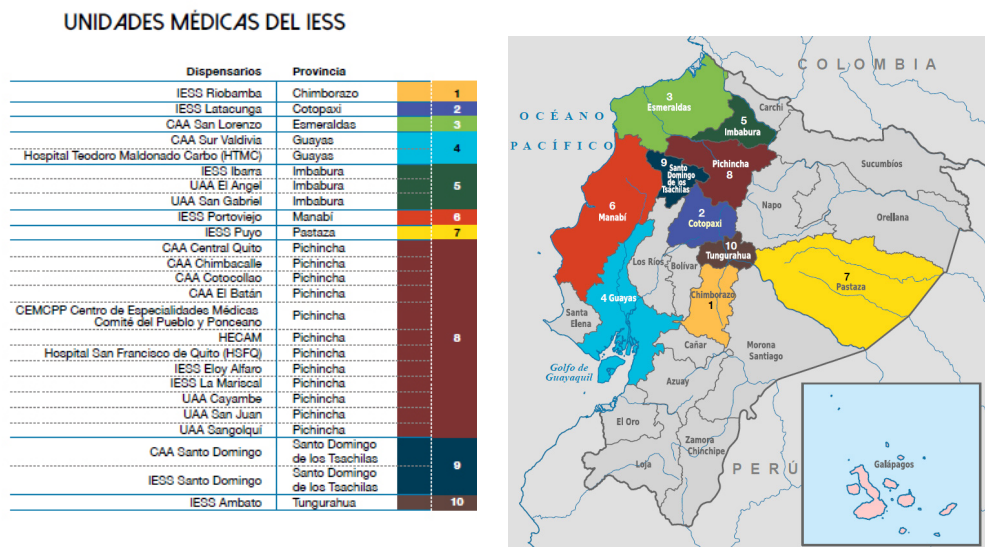 UNIDADES MÉDICAS DEL IESS
Dispensarios Provincia
IESS Riobamba Chimborazo 1
IESS Latacunga Cotopaxi 2
CAA San Lorenzo Esmeraldas 3
CAA Sur Valdivia Guayas
4
Hospital Teodoro Maldonado Carbo (HTMC) Guayas
IESS Ibarra Imbabura
UAA El Angel Imbabura 5
UAA San Gabriel Imbabura
IESS Portoviejo Manabí 6
IESS Puyo Pastaza 7
CAA Central Quito Pichincha
CAA Chimbacalle Pichincha
CAA Cotocollao Pichincha
CAA El Batán Pichincha
CEMCPP Centro de Especialidades Médicas
Comité del Pueblo y Ponceano Pichincha
HECAM Pichincha 8
Hospital San Francisco de Quito (HSFQ) Pichincha
IESS Eloy Alfaro Pichincha
IESS La Mariscal Pichincha
UAA Cayambe Pichincha
UAA San Juan Pichincha
UAA Sangolquí Pichincha
CAA Santo Domingo Santo Domingo
de los Tsachilas
9
IESS Santo Domingo Santo Domingo
de los Tsachilas
IESS Ambato Tungurahua 10
COLOMBIA
OCÉANO
PACÍFICO
3
Esmeraldas
Carchi
5
Imbabura
Pichincha
8
9 Santo
Domingo
de los
Tsáchilas
Sucumbíos
Napo
Orellana
6
Manabí
2
Cotopaxi
10
Tungurahua
Los Ríos
Bolívar
7
Pastaza
4 Guayas
Chimborazo
1
Santa
Elena
Cañar
Morona
Santiago
Golfo de
Guayaquil
Azuay
El Oro
Zamora
Chinchipe
Loja
PERÚ
Galápagos